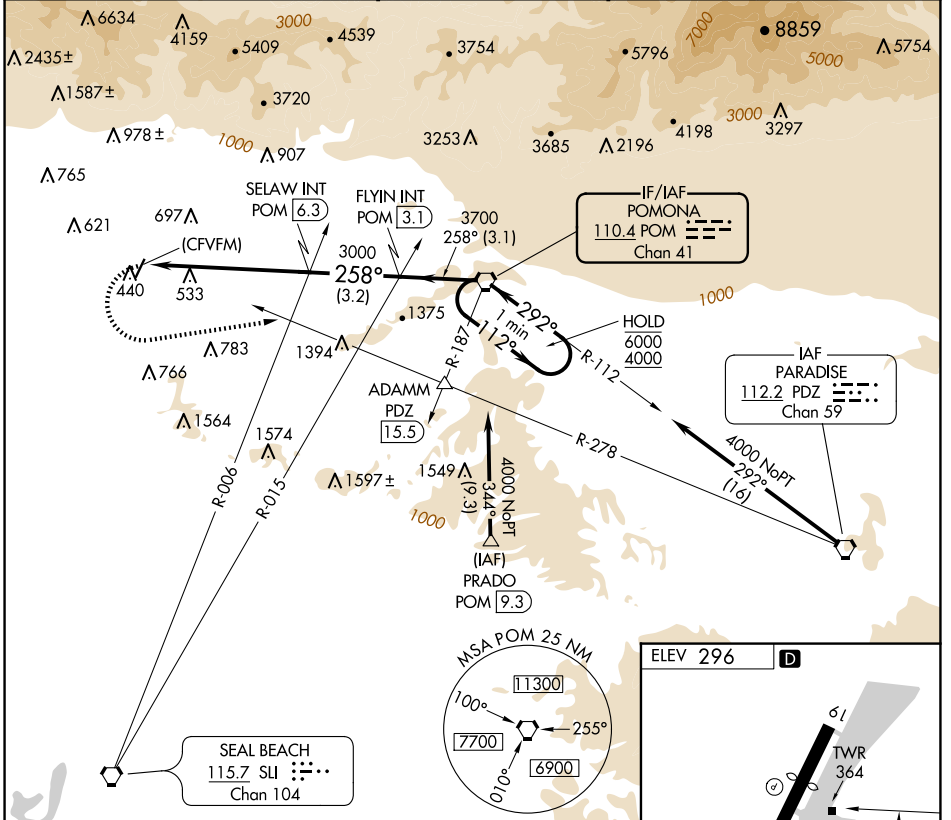 6634
3000
4159
5409
4539
3754
5796
7000
8859
5754
2435±
5000
1587±
3720
978±
1000
907
3253
3685
2196
4198
3000
3297
765
621
697
(CFVFM)
SELAW INT
POM 6.3
FLYIN INT
POM 3.1
3700
258° (3.1)
3000
258°
(3.2)
440
533
IF/IAF
POMONA
110.4 POM
Chan 41
1000
1375
292°
1 min
112°
HOLD
6000
4000
R-187
R-112
783
1394
766
ADAMM
PDZ
15.5
IAF
PARADISE
112.2 PDZ
Chan 59
1564
1574
R-278
4000 NoPT
292°
(16)
R-006
R-015
1597±
1549
4000 NoPT
344°
(9.3)
1000
(IAF)
PRADO
POM 9.3
MSA POM 25 NM
11300
100°
255°
7700
010°
6900
SEAL BEACH
115.7 SLI
Chan 104
ELEV 296
D
19
TWR
364
P